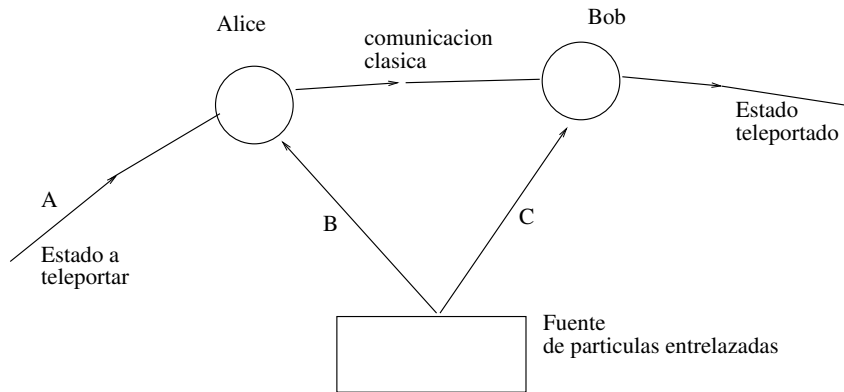 Alice
Bob
comunicacion
clasica
Estado
teleportado
A
B
C
Estado a
teleportar
Fuente
de particulas entrelazadas